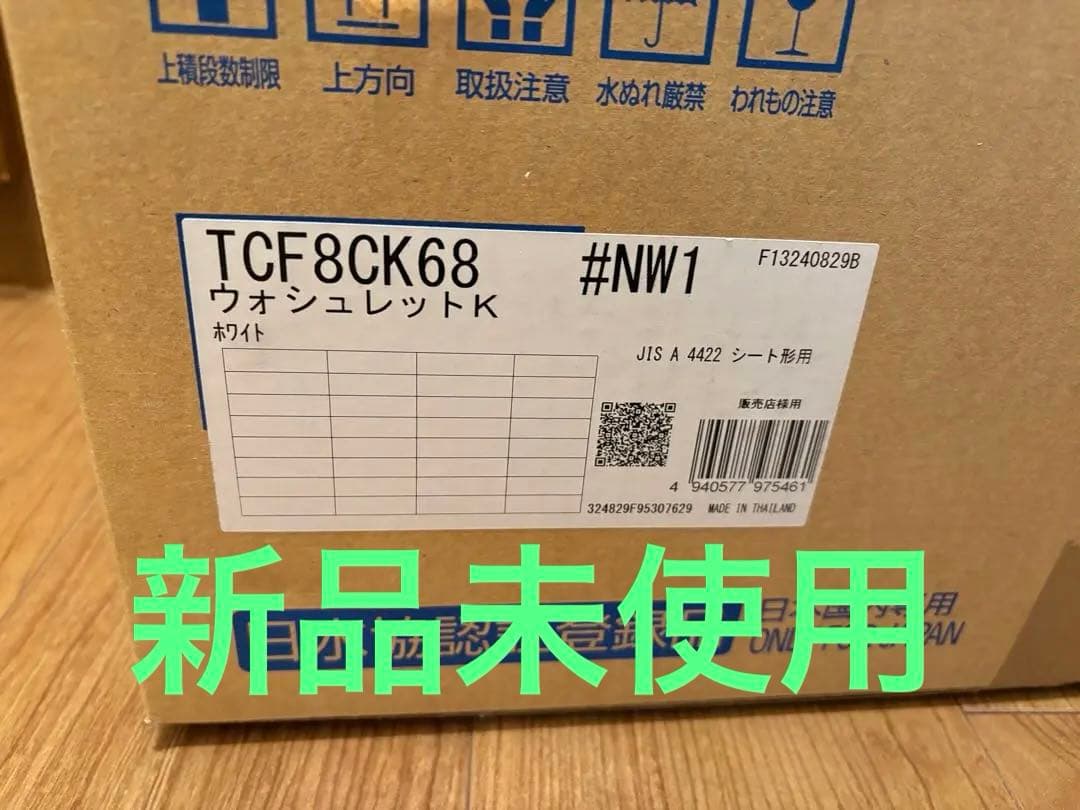 上積段数制限 上方向 取扱注意 水ぬれ厳禁 われもの注意
TCF8CK68 #NW1 F13240829B
ウォシュレットK
ホワイト
JIS A 4422 シート形用
販売店様用
4 940577 975461
324829F95307629 MADE IN THAILAND
新品未使用